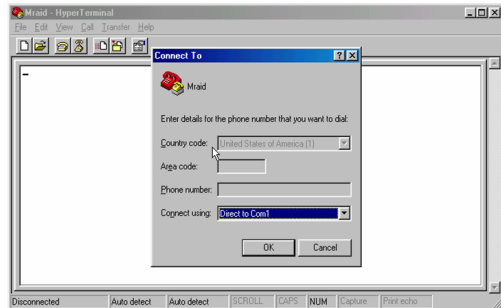 Mraid - HyperTerminal
File Edit View Call Transfer Help
Connect To
Mraid
Enter details for the phone number that you want to dial:
Country code: United States of America (1)
Area code:
Phone number:
Connect using: Direct to Com1
OK Cancel
Disconnected Auto detect Auto detect SCROLL CAPS NUM Capture Print echo